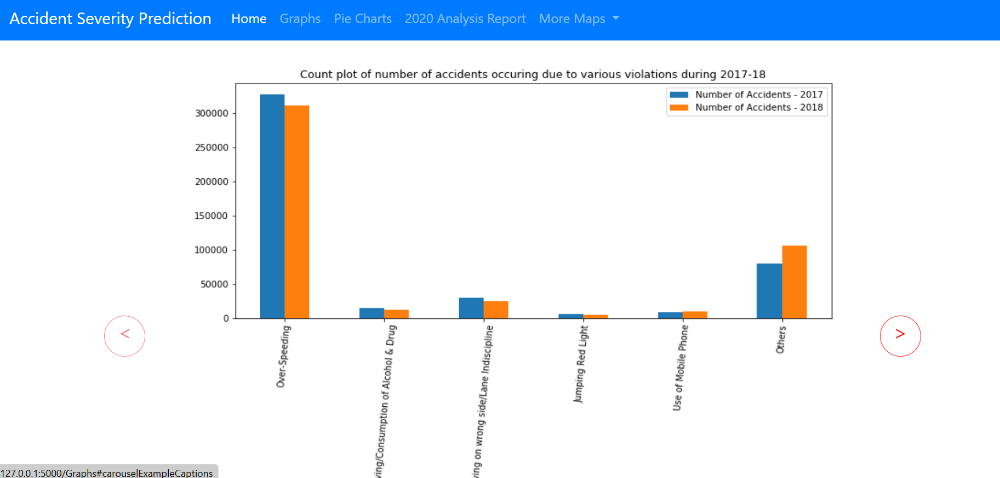 Accident Severity Prediction Home Graphs Pie Charts 2020 Analysis Report More Maps
Count plot of number of accidents occuring due to various violations during 2017-18
Number of Accidents - 2017
Number of Accidents - 2018
300000
250000
200000
150000
100000
50000
0
Over-Speeding
ving/Consumption of Alcohol & Drug
ving on wrong side/Lane Indiscipline
Jumping Red Light
Use of Mobile Phone
Others
<
>
127.0.0.1:5000/Graphs#carouselExampleCaptions